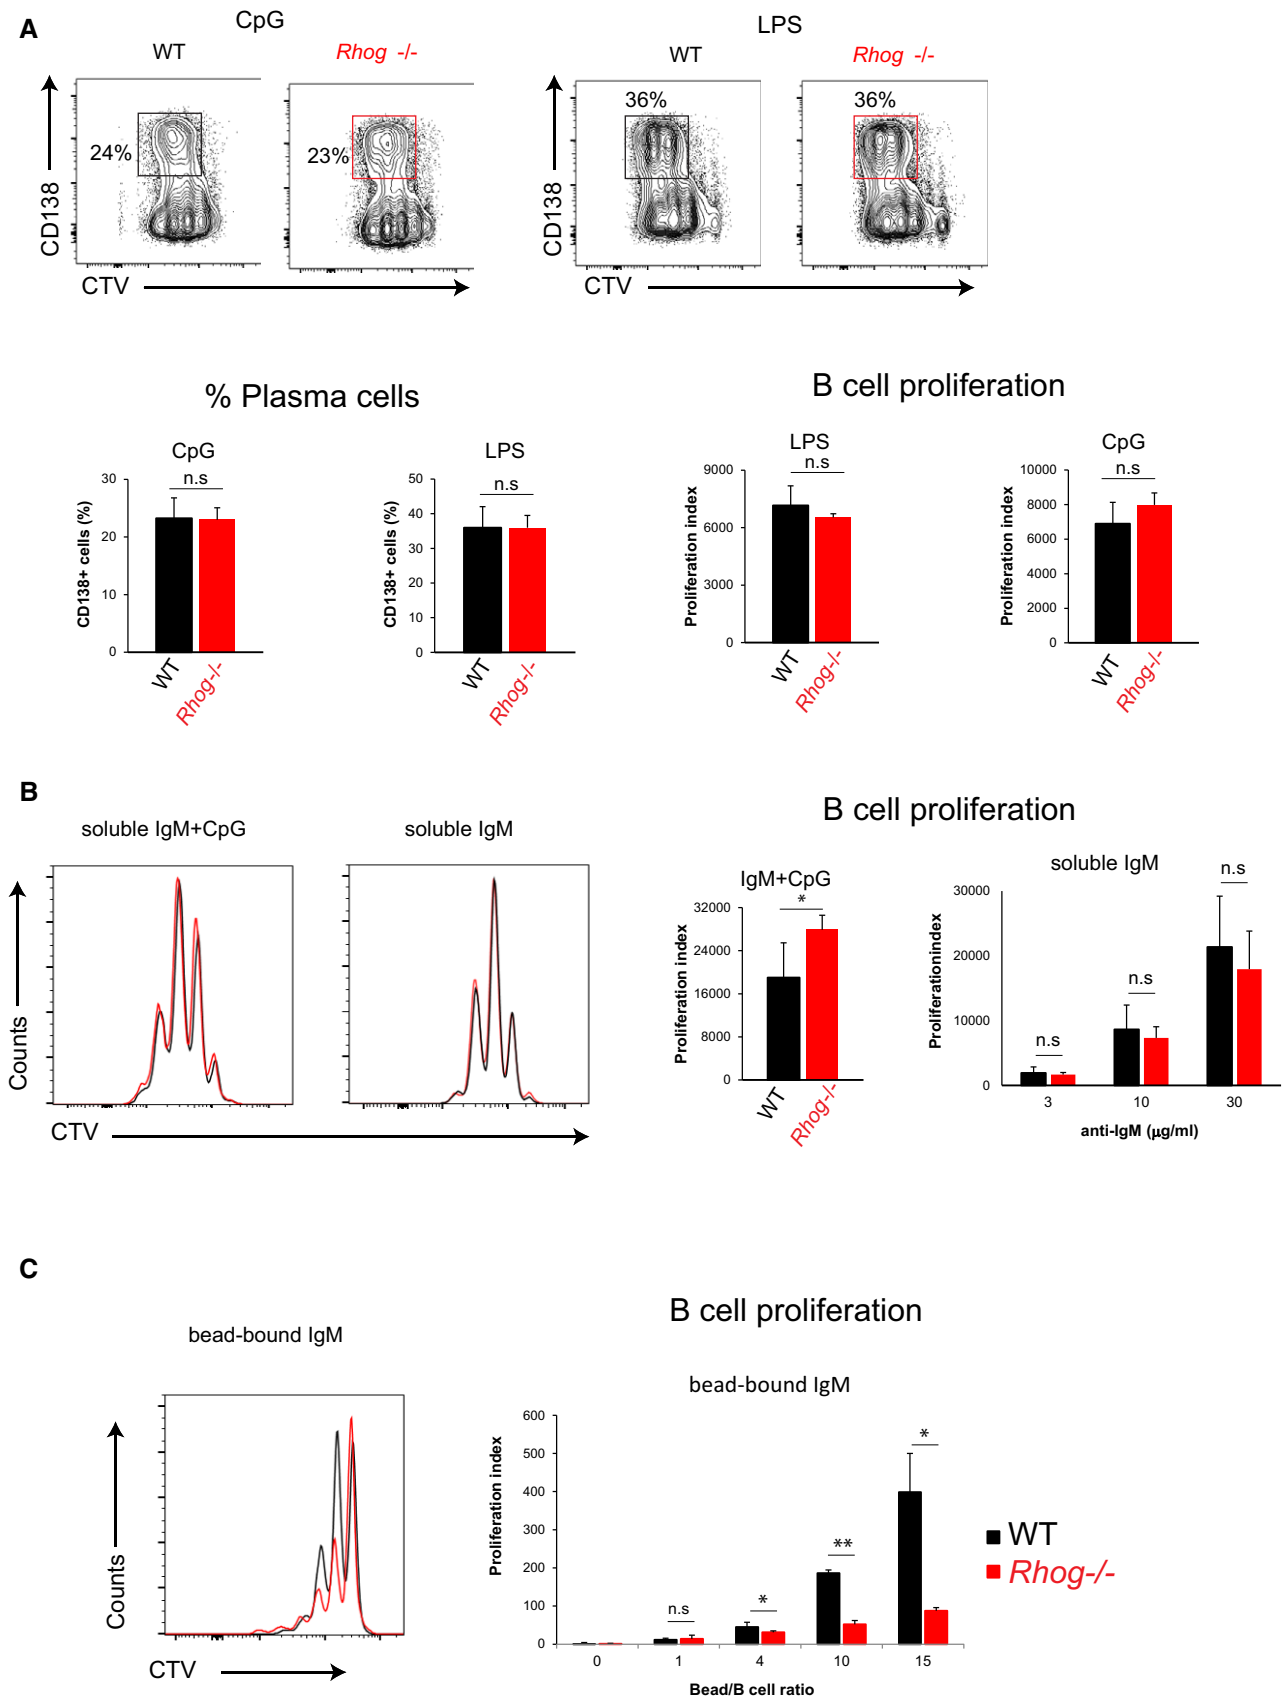 A
CpG
LPS
WT
Rhog -/-
WT
Rhog -/-
24%
23%
36%
36%
CD138
CD138
CTV
CTV
% Plasma cells
B cell proliferation
CpG
n.s
CD138+ cells (%)
30
20
10
0
WT
Rhog-/-
LPS
n.s
CD138+ cells (%)
50
40
30
20
10
0
WT
Rhog-/-
LPS
n.s
Proliferation index
9000
6000
3000
0
WT
Rhog-/-
CpG
n.s
Proliferation index
10000
8000
6000
4000
2000
0
WT
Rhog-/-
B
soluble IgM+CpG
soluble IgM
Counts
CTV
B cell proliferation
IgM+CpG
*
Proliferation index
32000
24000
16000
8000
0
WT
Rhog-/-
soluble IgM
Proliferationindex
30000
20000
10000
0
n.s
n.s
n.s
3
10
30
anti-IgM (μg/ml)
C
bead-bound IgM
Counts
CTV
B cell proliferation
bead-bound IgM
Proliferation index
600
500
400
300
200
100
0
n.s
*
**
*
0
1
4
10
15
Bead/B cell ratio
WT
Rhog-/-